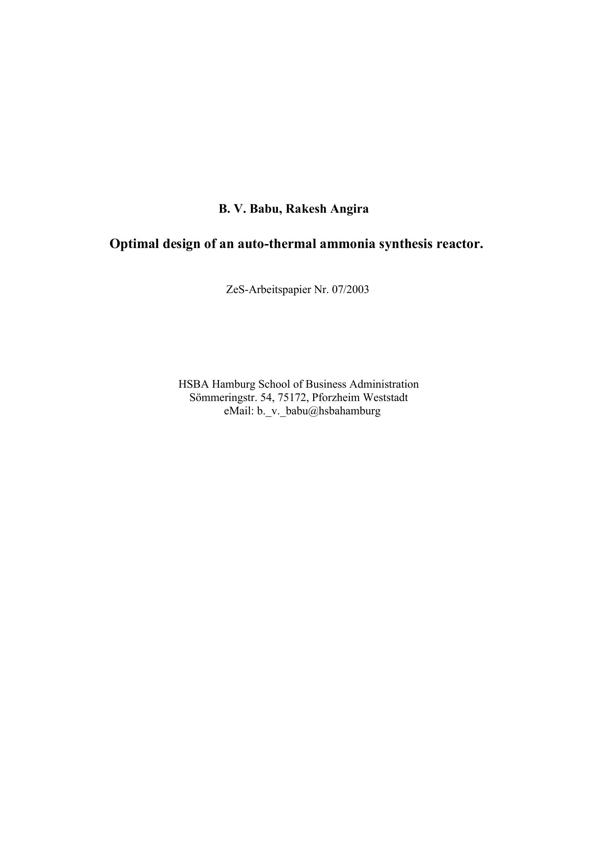 B. V. Babu, Rakesh Angira
Optimal design of an auto-thermal ammonia synthesis reactor.
ZeS-Arbeitspapier Nr. 07/2003
HSBA Hamburg School of Business Administration
Sömmeringstr. 54, 75172, Pforzheim Weststadt
eMail: b._v._babu@hsbahamburg